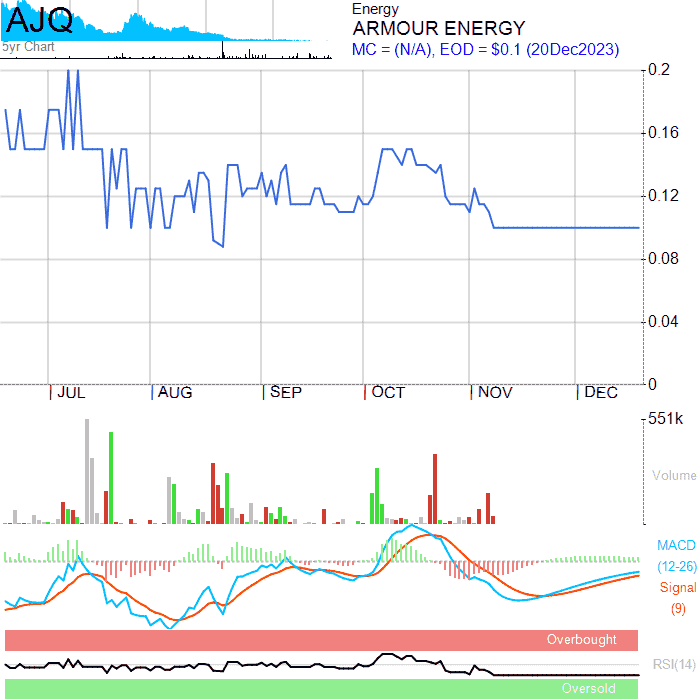 AJQ
5yr Chart
Energy
ARMOUR ENERGY
MC = (N/A), EOD = $0.1 (20Dec2023)
0.2
0.16
0.12
0.08
0.04
0
JUL AUG SEP OCT NOV DEC
551k
Volume
MACD
(12-26)
Signal
(9)
Overbought
RSI(14)
Oversold